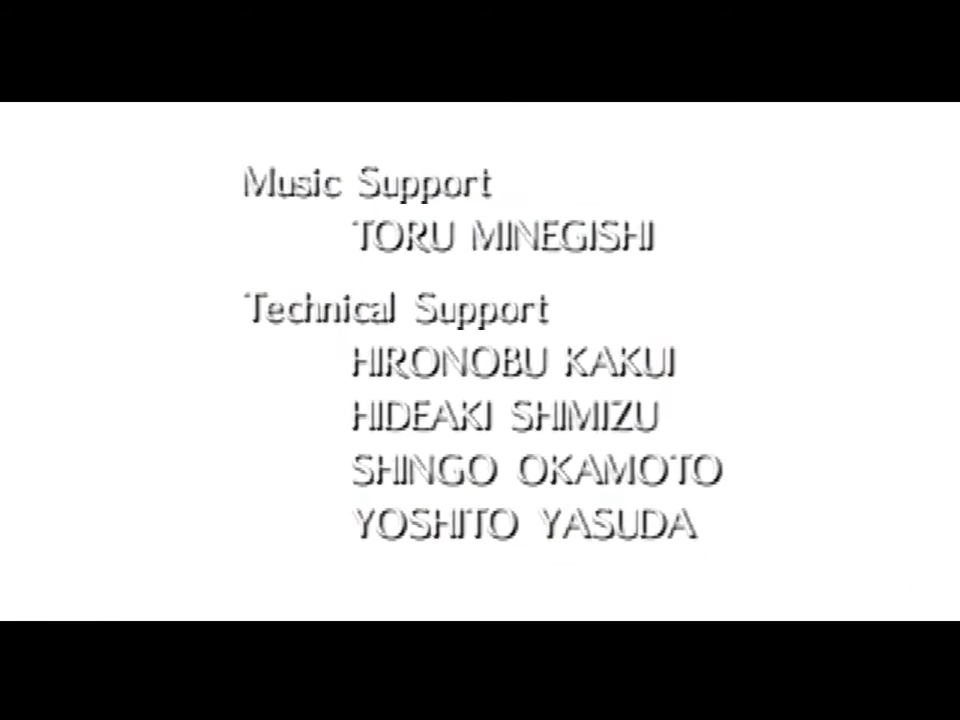 Music Support
TORU MINEGISHI
Technical Support
HIRONOBU KAKUI
HIDEAKI SHIMIZU
SHINGO OKAMOTO
YOSHITO YASUDA